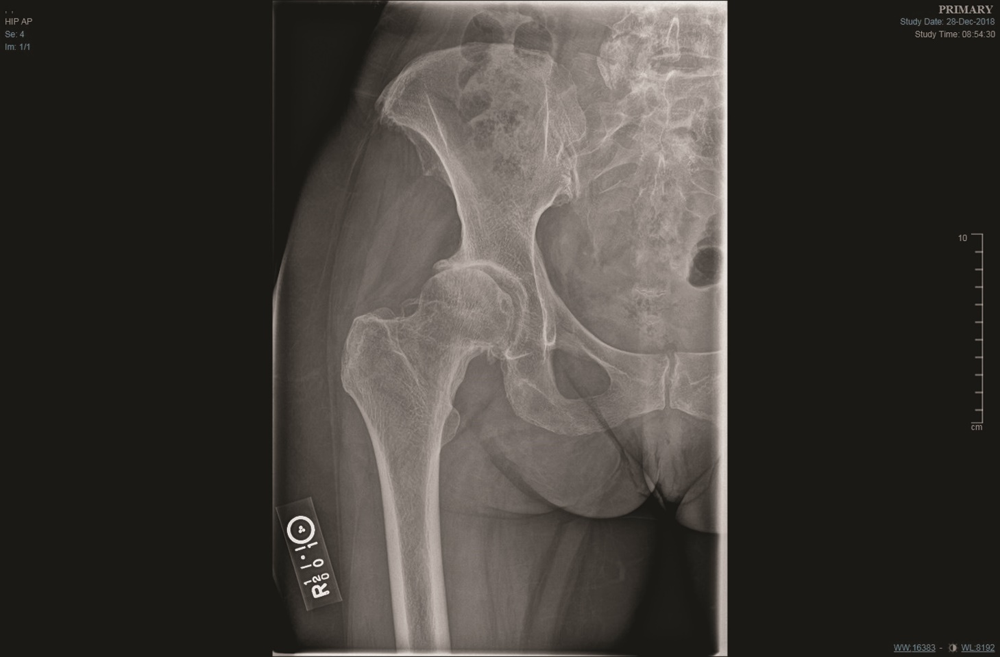 , ,
HIP AP
Se: 4
Im: 1/1
PRIMARY
Study Date: 28-Dec-2018
Study Time: 08:54:30
10
cm
R
WW:16383 - WL:8192